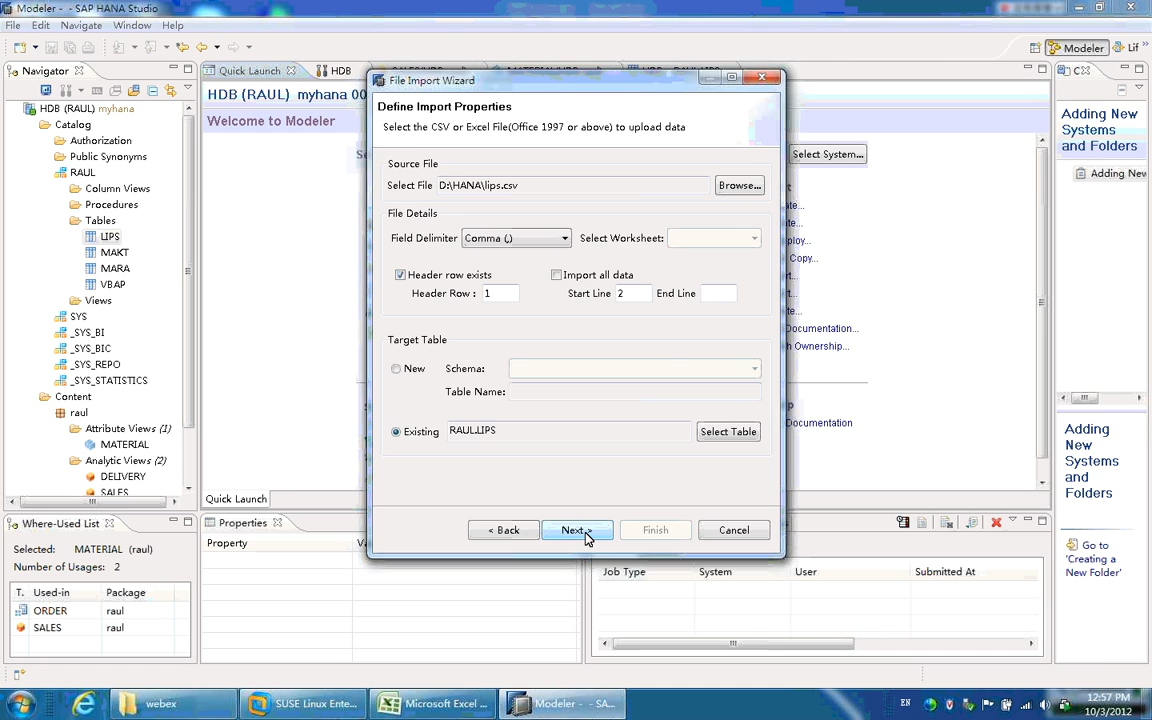 Modeler - - SAP HANA Studio
File Edit Navigate Window Help
Modeler Lif »
Navigator
HDB (RAUL) myhana
Catalog
Authorization
Public Synonyms
RAUL
Column Views
Procedures
Tables
LIPS
MAKT
MARA
VBAP
Views
SYS
_SYS_BI
_SYS_BIC
_SYS_REPO
_SYS_STATISTICS
Content
raul
Attribute Views (1)
MATERIAL
Analytic Views (2)
DELIVERY
SALES
Quick Launch HDB
HDB (RAUL) myhana 00
Welcome to Modeler
Select System...
Quick Launch
File Import Wizard
Define Import Properties
Select the CSV or Excel File(Office 1997 or above) to upload data
Source File
Select File D:\HANA\lips.csv Browse...
File Details
Field Delimiter Comma (,) Select Worksheet:
Header row exists Import all data
Header Row : 1 Start Line 2 End Line
Target Table
New Schema:
Table Name:
Existing RAUL.LIPS Select Table
< Back Next > Finish Cancel
Documentation...
Ownership...
Documentation
Adding New
Systems
and Folders
Adding New
Adding
New
Systems
and
Folders
Go to
'Creating a
New Folder'
Where-Used List
Selected: MATERIAL (raul)
Number of Usages: 2
T. Used-in Package
ORDER raul
SALES raul
Properties
Property
Job Type System User Submitted At
webex SUSE Linux Ente... Microsoft Excel ... Modeler - - SA...
EN
12:57 PM
10/3/2012